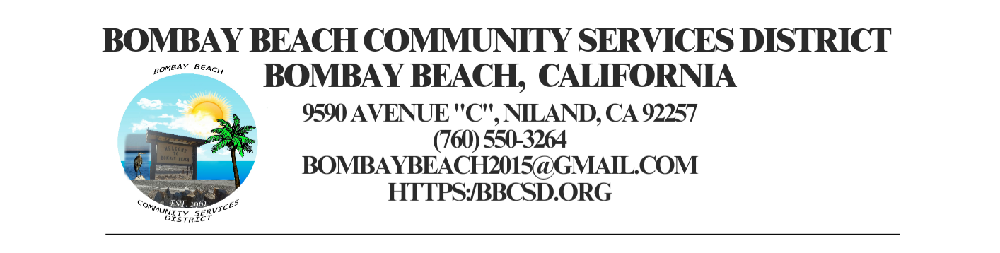 BOMBAY BEACH COMMUNITY SERVICES DISTRICT
BOMBAY BEACH, CALIFORNIA
9590 AVENUE "C", NILAND, CA 92257
(760) 550-3264
BOMBAYBEACH2015@GMAIL.COM
HTTPS:/BBCSD.ORG
BOMBAY BEACH
WELCOME
TO
BOMBAY BEACH
EST. 1961
COMMUNITY SERVICES
DISTRICT